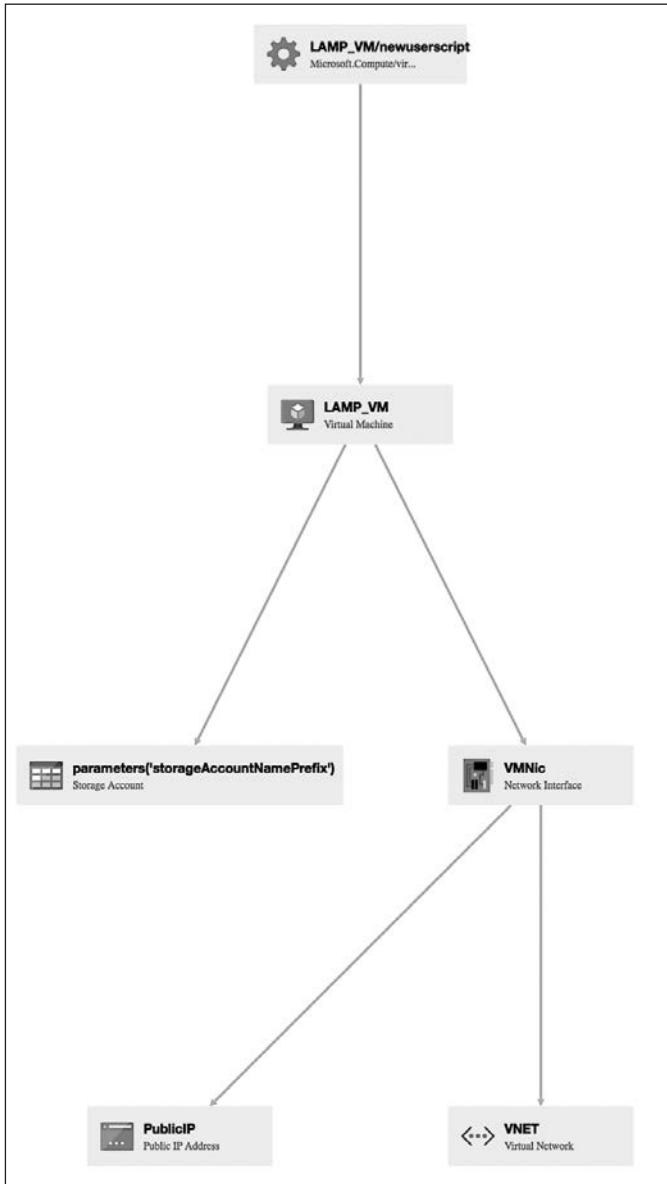 LAMP_VM/newuserscript
Microsoft.Compute/vir...
LAMP_VM
Virtual Machine
parameters('storageAccountNamePrefix')
Storage Account
VMNic
Network Interface
PublicIP
Public IP Address
VNET
Virtual Network